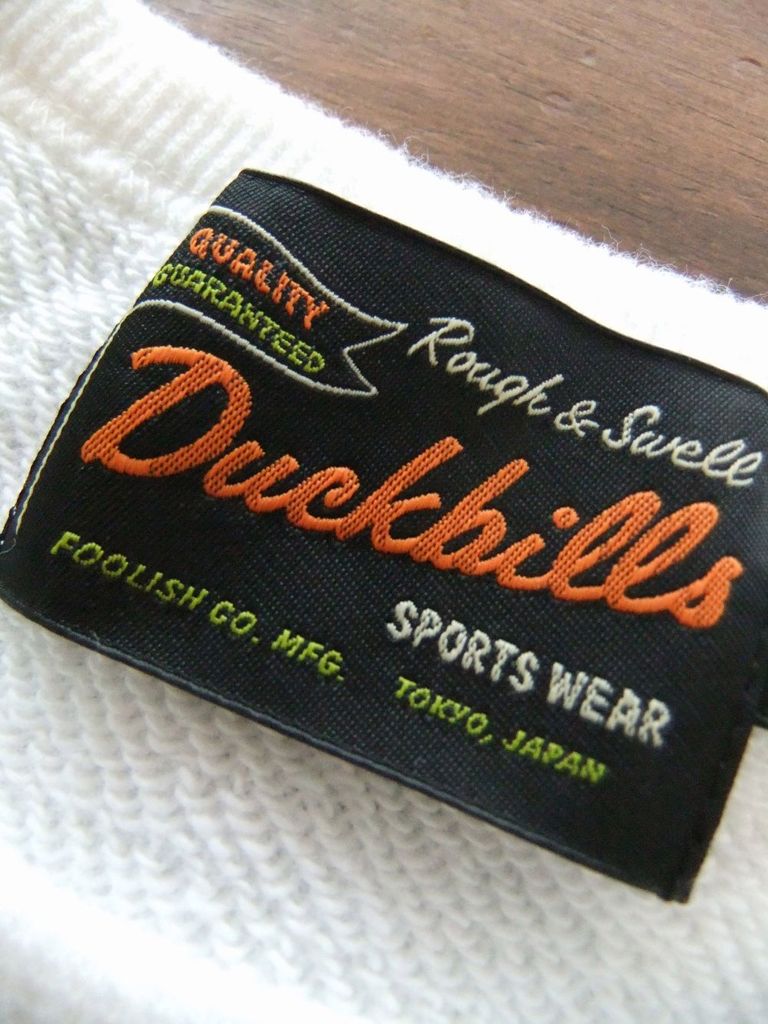 QUALITY
GUARANTEED
Rough & Swell
Duckbills
SPORTS WEAR
FOOLISH CO. MFG.
TOKYO, JAPAN